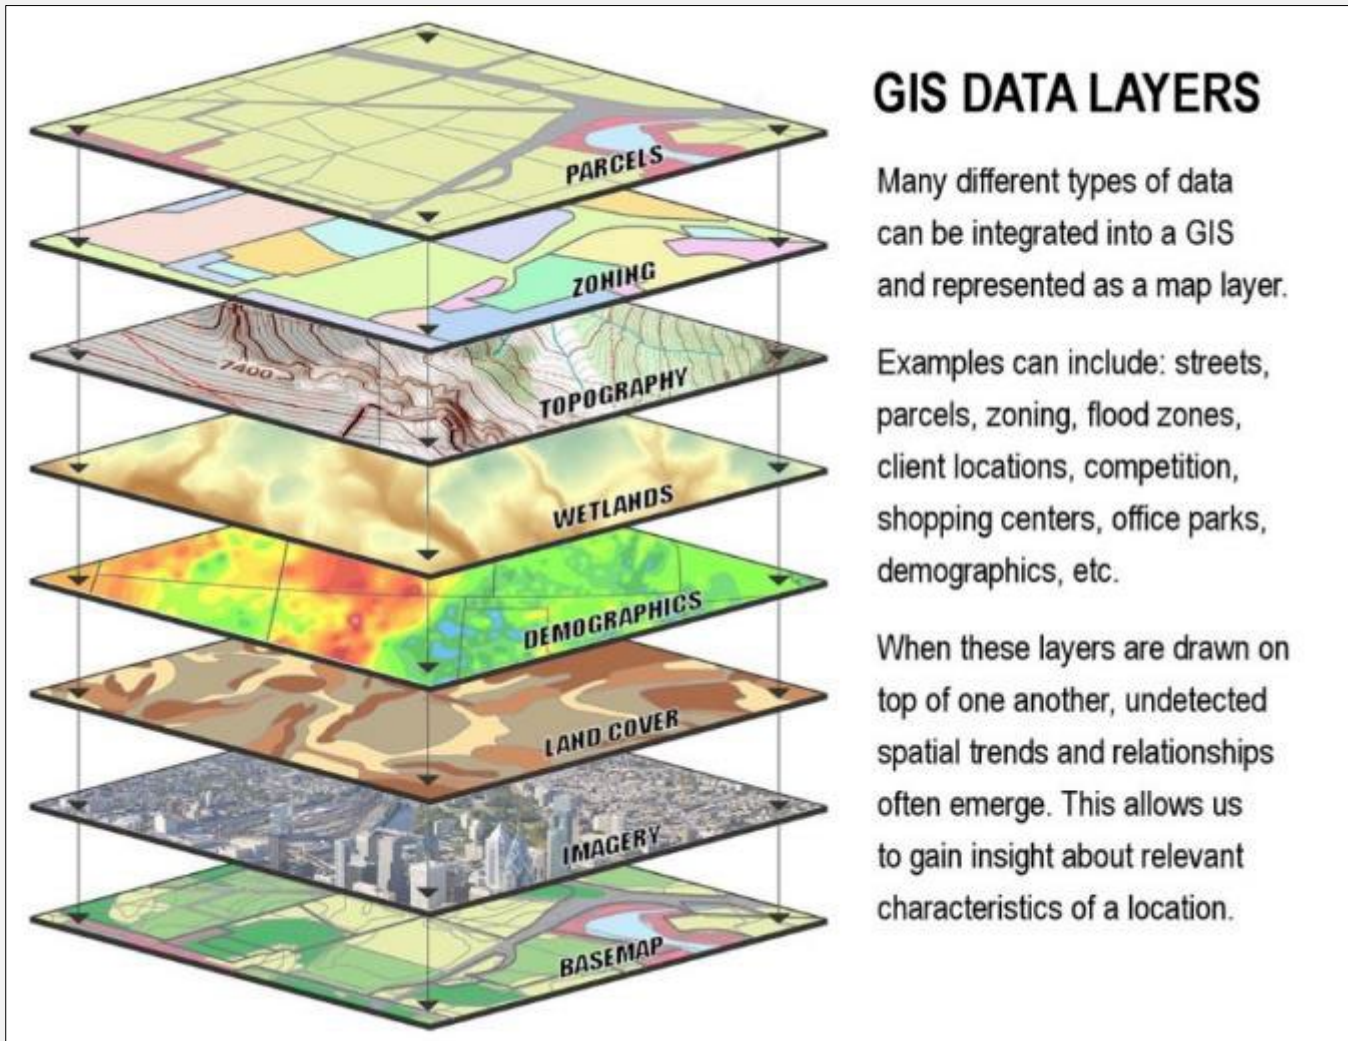 GIS DATA LAYERS
Many different types of data
can be integrated into a GIS
and represented as a map layer.
Examples can include: streets,
parcels, zoning, flood zones,
client locations, competition,
shopping centers, office parks,
demographics, etc.
When these layers are drawn on
top of one another, undetected
spatial trends and relationships
often emerge. This allows us
to gain insight about relevant
characteristics of a location.
PARCELS
ZONING
7400
TOPOGRAPHY
WETLANDS
DEMOGRAPHICS
LAND COVER
IMAGERY
BASEMAP